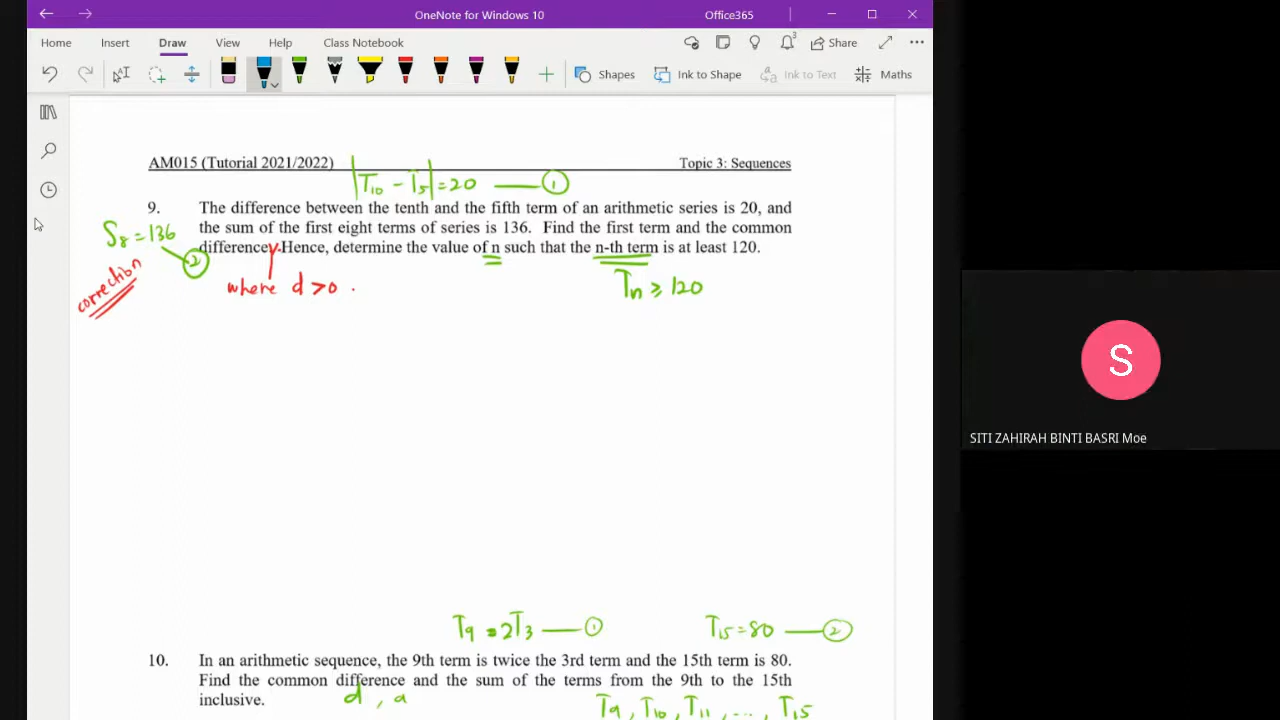 OneNote for Windows 10
Office365
Home
Insert
Draw
View
Help
Class Notebook
3
Share
Shapes
Ink to Shape
Ink to Text
Maths
AM015 (Tutorial 2021/2022)
Topic 3: Sequences
|T10 − T5| = 20 —— 1
9. The difference between the tenth and the fifth term of an arithmetic series is 20, and
the sum of the first eight terms of series is 136. Find the first term and the common
difference. Hence, determine the value of n such that the n-th term is at least 120.
S8 = 136
2
correction
where d > 0 .
Tn ≥ 120
T9 = 2T3 —— 1
T15 = 80 —— 2
10. In an arithmetic sequence, the 9th term is twice the 3rd term and the 15th term is 80.
Find the common difference and the sum of the terms from the 9th to the 15th
inclusive.
d , a
T9 , T10 , T11 , ... , T15
S
SITI ZAHIRAH BINTI BASRI Moe